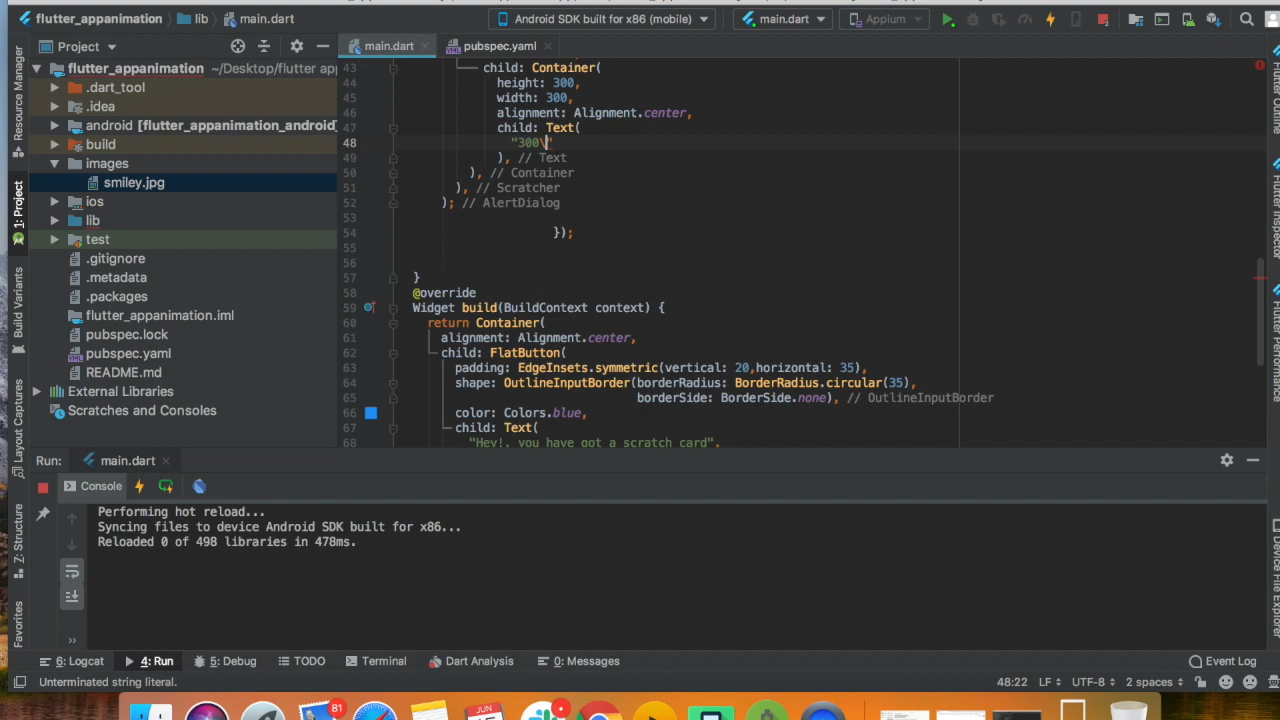 flutter_appanimation
lib
main.dart
Android SDK built for x86 (mobile)
main.dart
Appium
Project
main.dart
pubspec.yaml
flutter_appanimation ~/Desktop/flutter ap
.dart_tool
.idea
android [flutter_appanimation_android]
build
images
smiley.jpg
ios
lib
test
.gitignore
.metadata
.packages
flutter_appanimation.iml
pubspec.lock
pubspec.yaml
README.md
External Libraries
Scratches and Consoles
Resource Manager
1: Project
Build Variants
Layout Captures
Z: Structure
Favorites
43 child: Container(
44 height: 300,
45 width: 300,
46 alignment: Alignment.center,
47 child: Text(
48 "300\"
49 ), // Text
50 ), // Container
51 ), // Scratcher
52 ); // AlertDialog
53
54 });
55
56
57 }
58 @override
59 Widget build(BuildContext context) {
60 return Container(
61 alignment: Alignment.center,
62 child: FlatButton(
63 padding: EdgeInsets.symmetric(vertical: 20,horizontal: 35),
64 shape: OutlineInputBorder(borderRadius: BorderRadius.circular(35),
65 borderSide: BorderSide.none), // OutlineInputBorder
66 color: Colors.blue,
67 child: Text(
68 "Hey!, you have got a scratch card",
Flutter Outline
Flutter Inspector
Flutter Performance
Device File Explorer
Run:
main.dart
Console
Performing hot reload...
Syncing files to device Android SDK built for x86...
Reloaded 0 of 498 libraries in 478ms.
6: Logcat
4: Run
5: Debug
TODO
Terminal
Dart Analysis
0: Messages
Event Log
Unterminated string literal.
48:22
LF
UTF-8
2 spaces
81
JUN